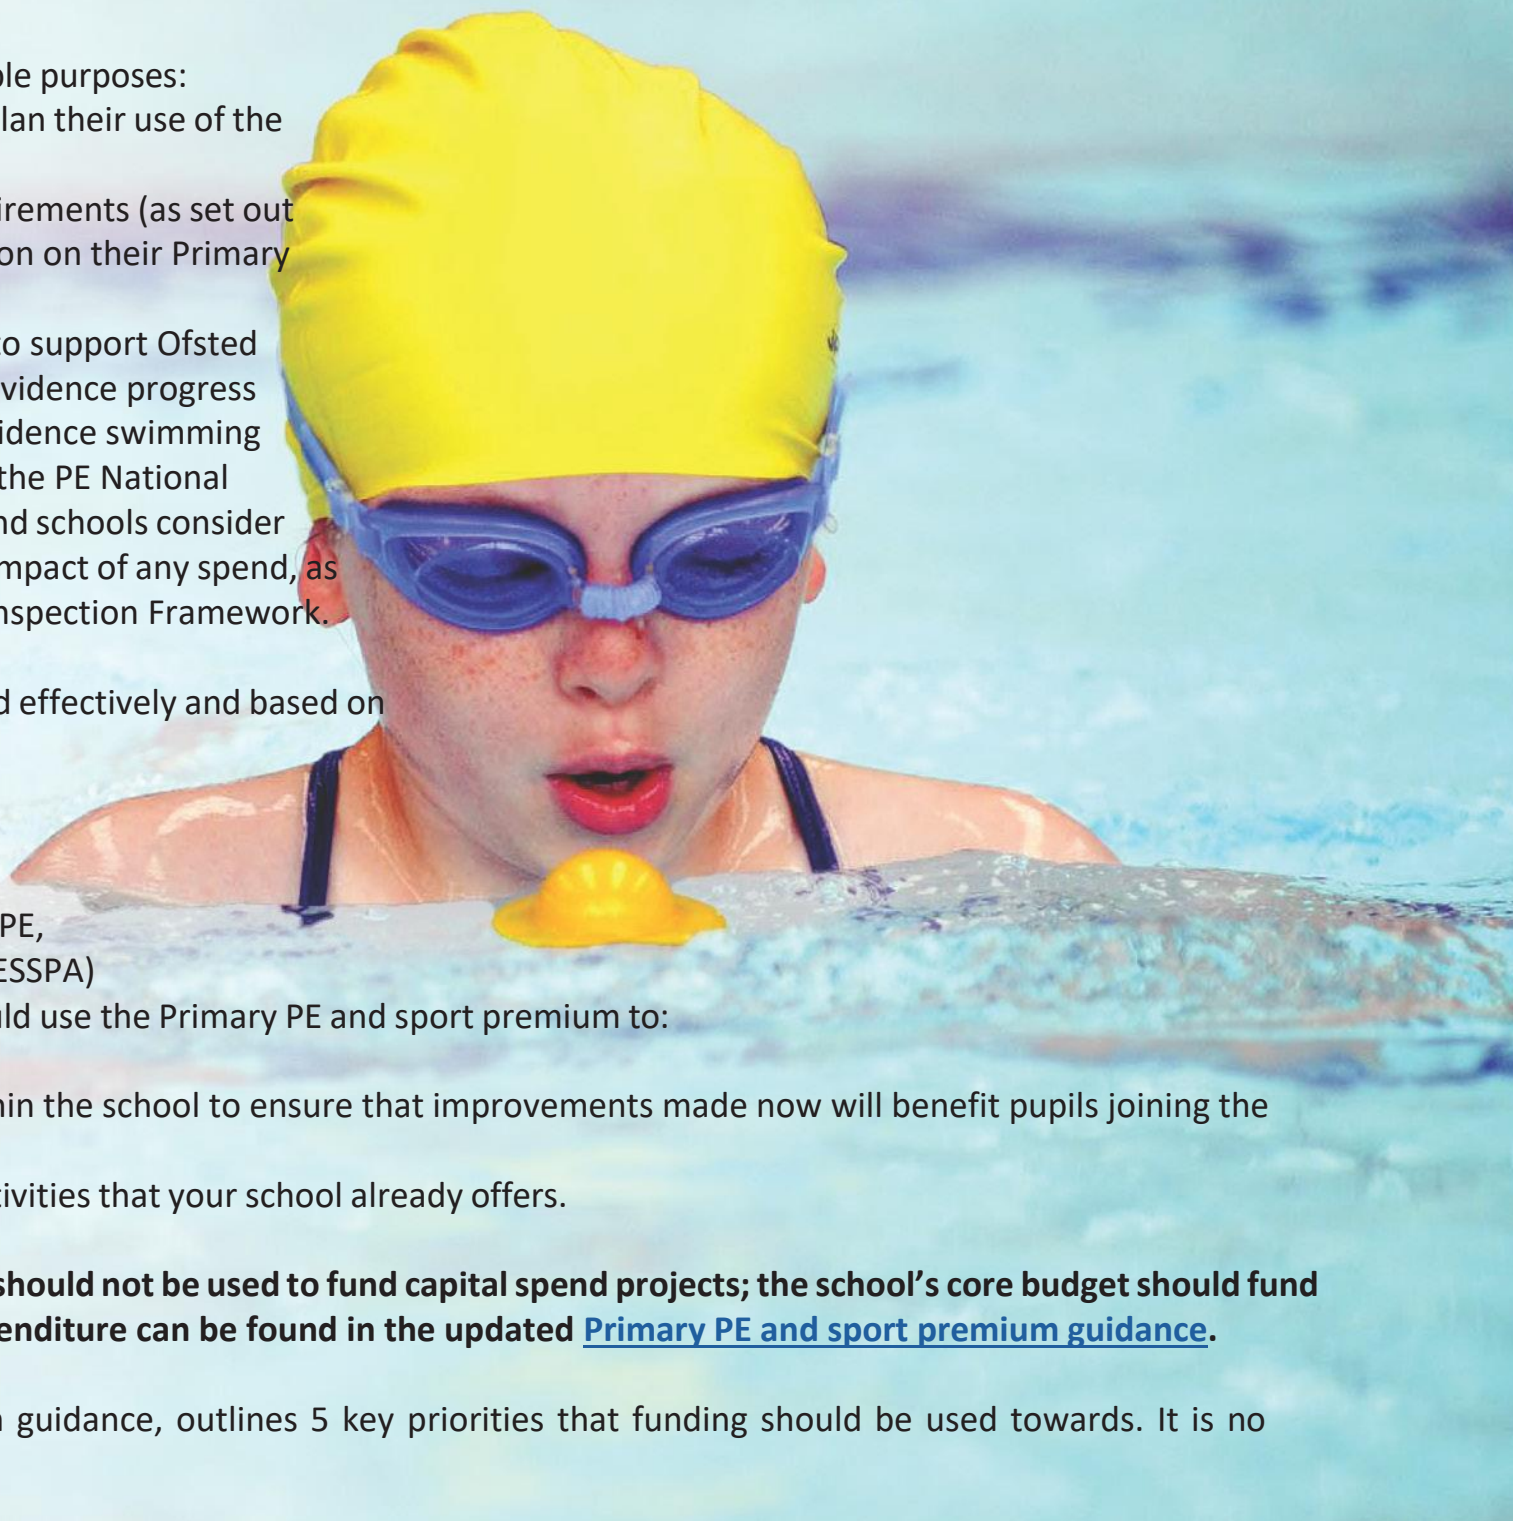 ple purposes:
lan their use of the
irements (as set out
on on their Primary
to support Ofsted
vidence progress
idence swimming
the PE National
nd schools consider
mpact of any spend, as
nspection Framework.
d effectively and based on
PE,
ESSPA)
uld use the Primary PE and sport premium to:
hin the school to ensure that improvements made now will benefit pupils joining the
tivities that your school already offers.
should not be used to fund capital spend projects; the school’s core budget should fund
enditure can be found in the updated Primary PE and sport premium guidance.
guidance, outlines 5 key priorities that funding should be used towards. It is no